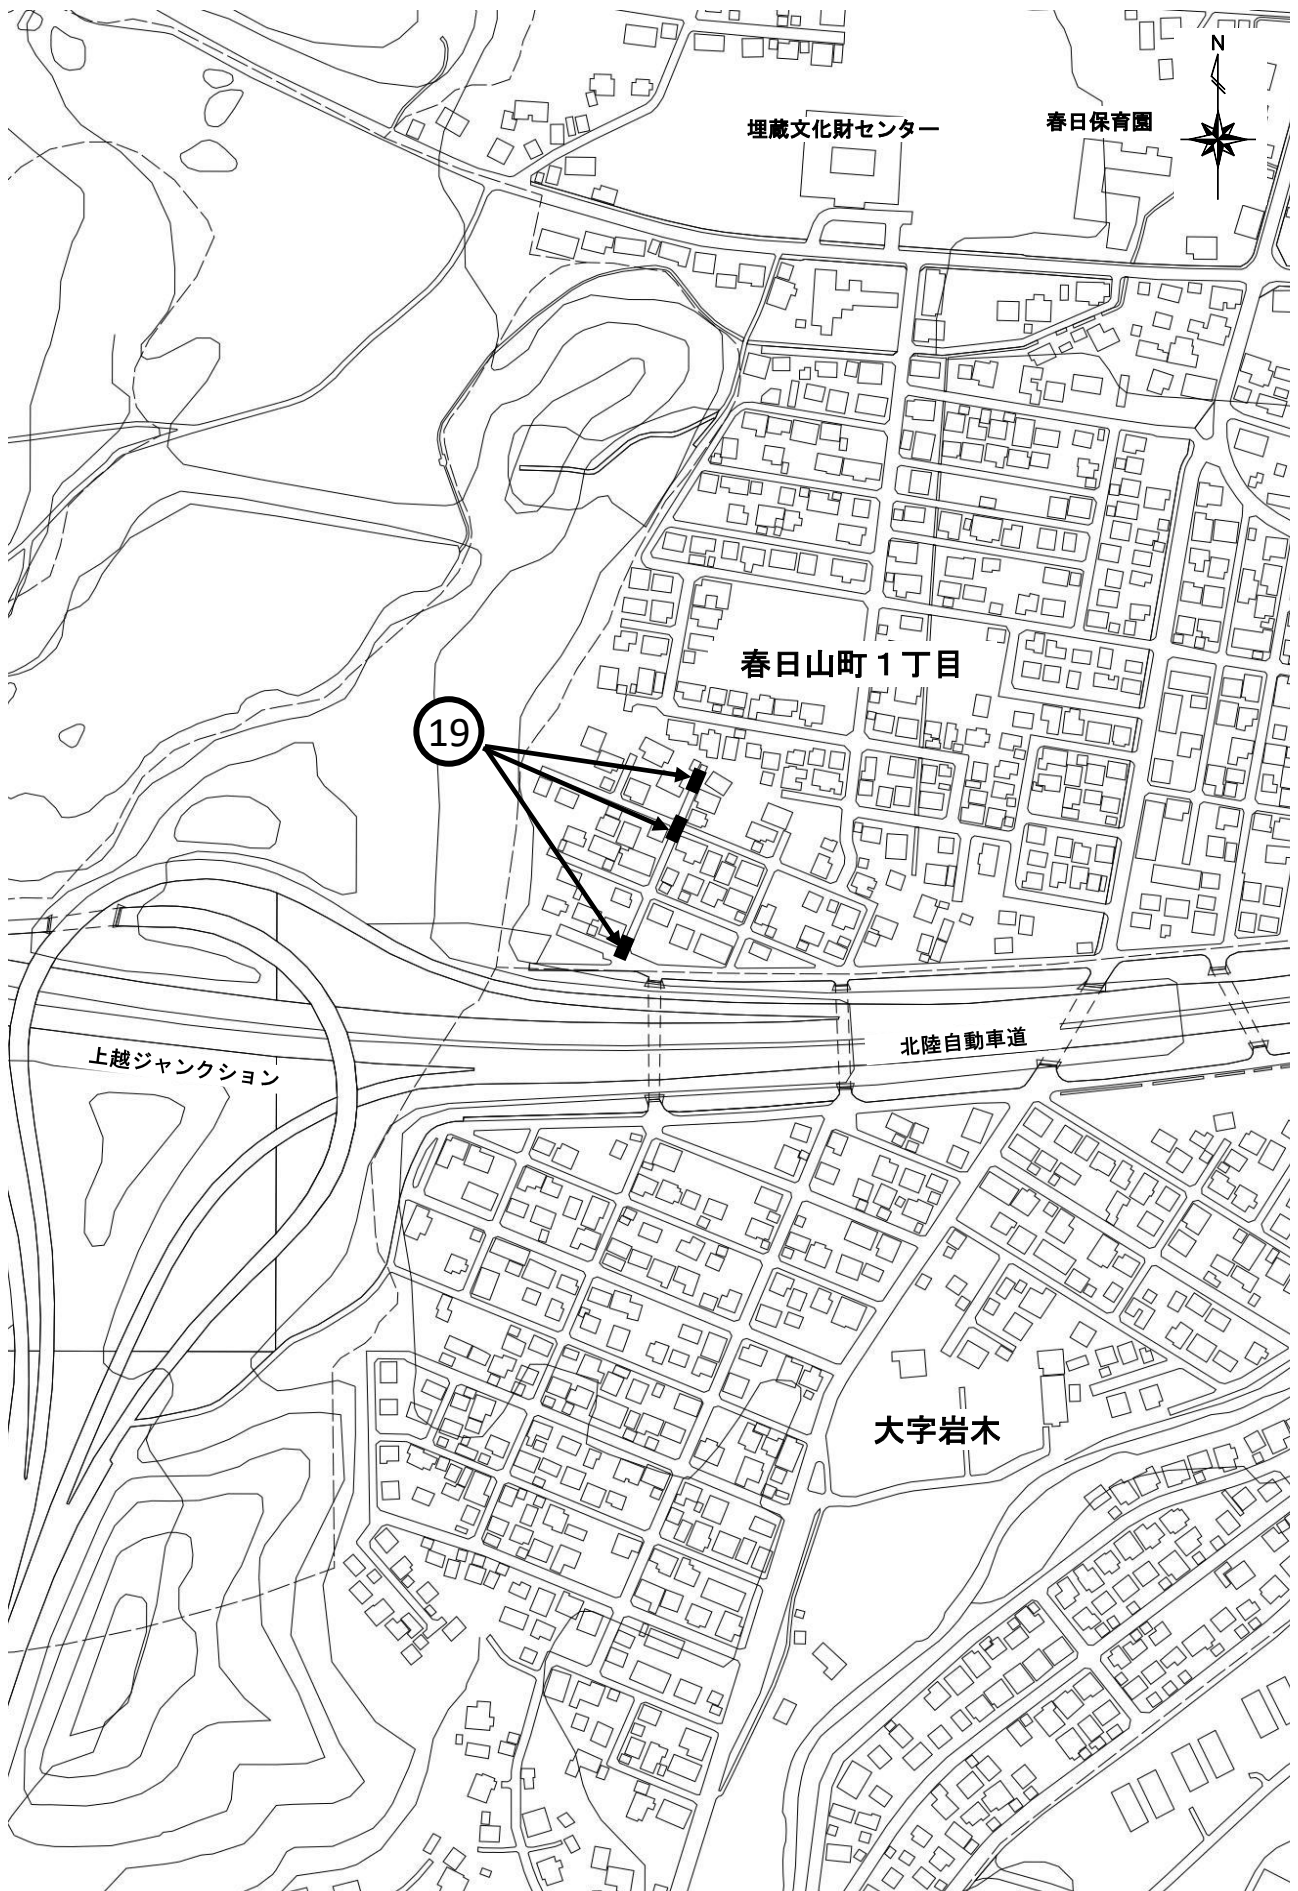 N
埋蔵文化財センター
春日保育園
春日山町1丁目
19
北陸自動車道
上越ジャンクション
大字岩木